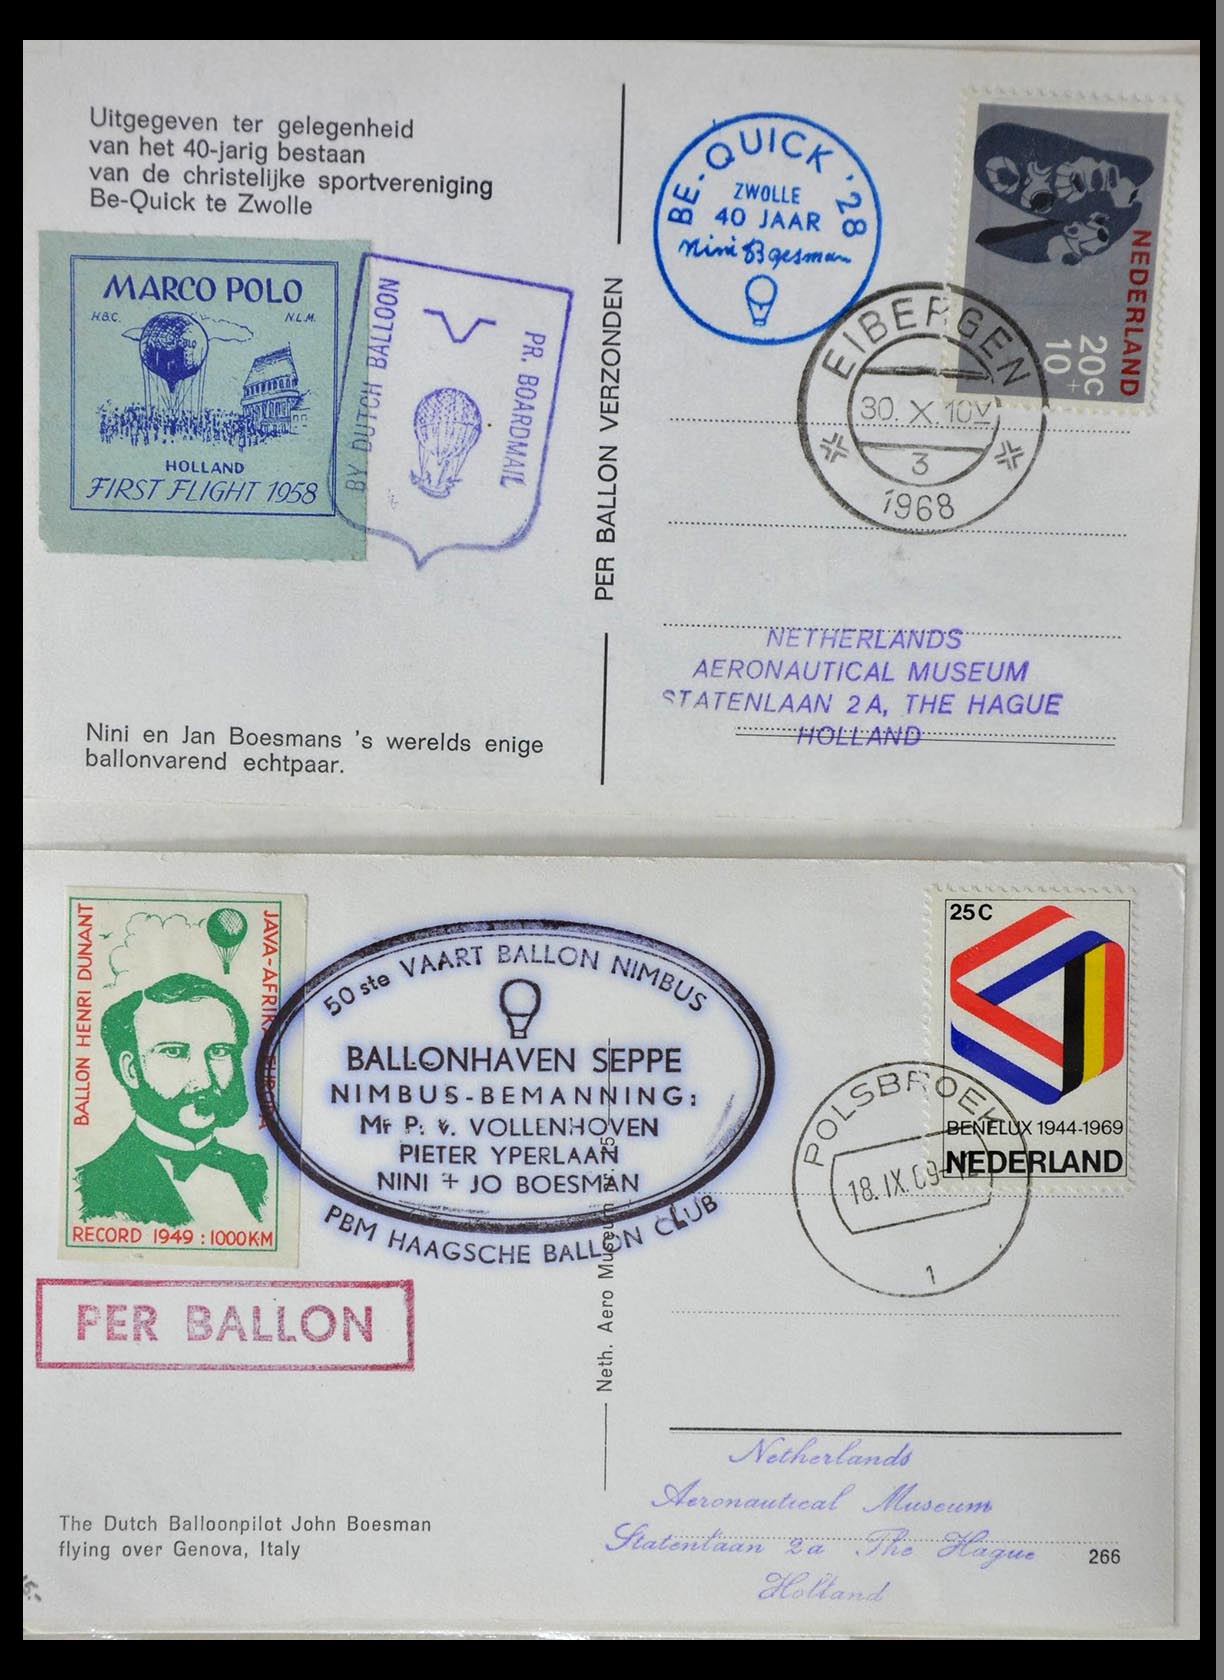 Uitgegeven ter gelegenheid
van het 40-jarig bestaan
van de christelijke sportvereniging
Be-Quick te Zwolle
MARCO POLO
H.B.C. N.L.M.
HOLLAND
FIRST FLIGHT 1958
BY DUTCH BALLOON
PR. BOARDMAIL
Nini en Jan Boesmans 's werelds enige
ballonvarend echtpaar.
PER BALLON VERZONDEN
BE-QUICK '28
ZWOLLE
40 JAAR
Nini Boesman
NEDERLAND
20C
10+
EIBERGEN
30. X. 10V
3
1968
NETHERLANDS
AERONAUTICAL MUSEUM
STATENLAAN 2A, THE HAGUE
HOLLAND
BALLON HENRI DUNANT
JAVA-AFRIKA-EUROPA
RECORD 1949 : 1000 K·M
50 ste VAART BALLON NIMBUS
BALLONHAVEN SEPPE
NIMBUS-BEMANNING:
Mr P. v. VOLLENHOVEN
PIETER YPERLAAN
NINI + JO BOESMAN
PBM HAAGSCHE BALLON CLUB
PER BALLON
The Dutch Balloonpilot John Boesman
flying over Genova, Italy
Neth. Aero Museum
25C
BENELUX 1944-1969
NEDERLAND
POLSBROEK
18. IX. 69
1
Netherlands
Aeronautical Museum
Statenlaan 2a The Hague
Holland
266